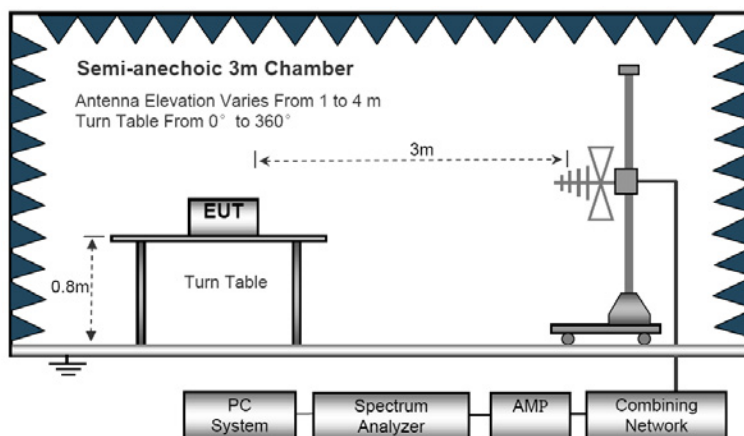 Semi-anechoic 3m Chamber
Antenna Elevation Varies From 1 to 4 m
Turn Table From 0° to 360°
3m
EUT
0.8m
Turn Table
PC
System
Spectrum
Analyzer
AMP
Combining
Network